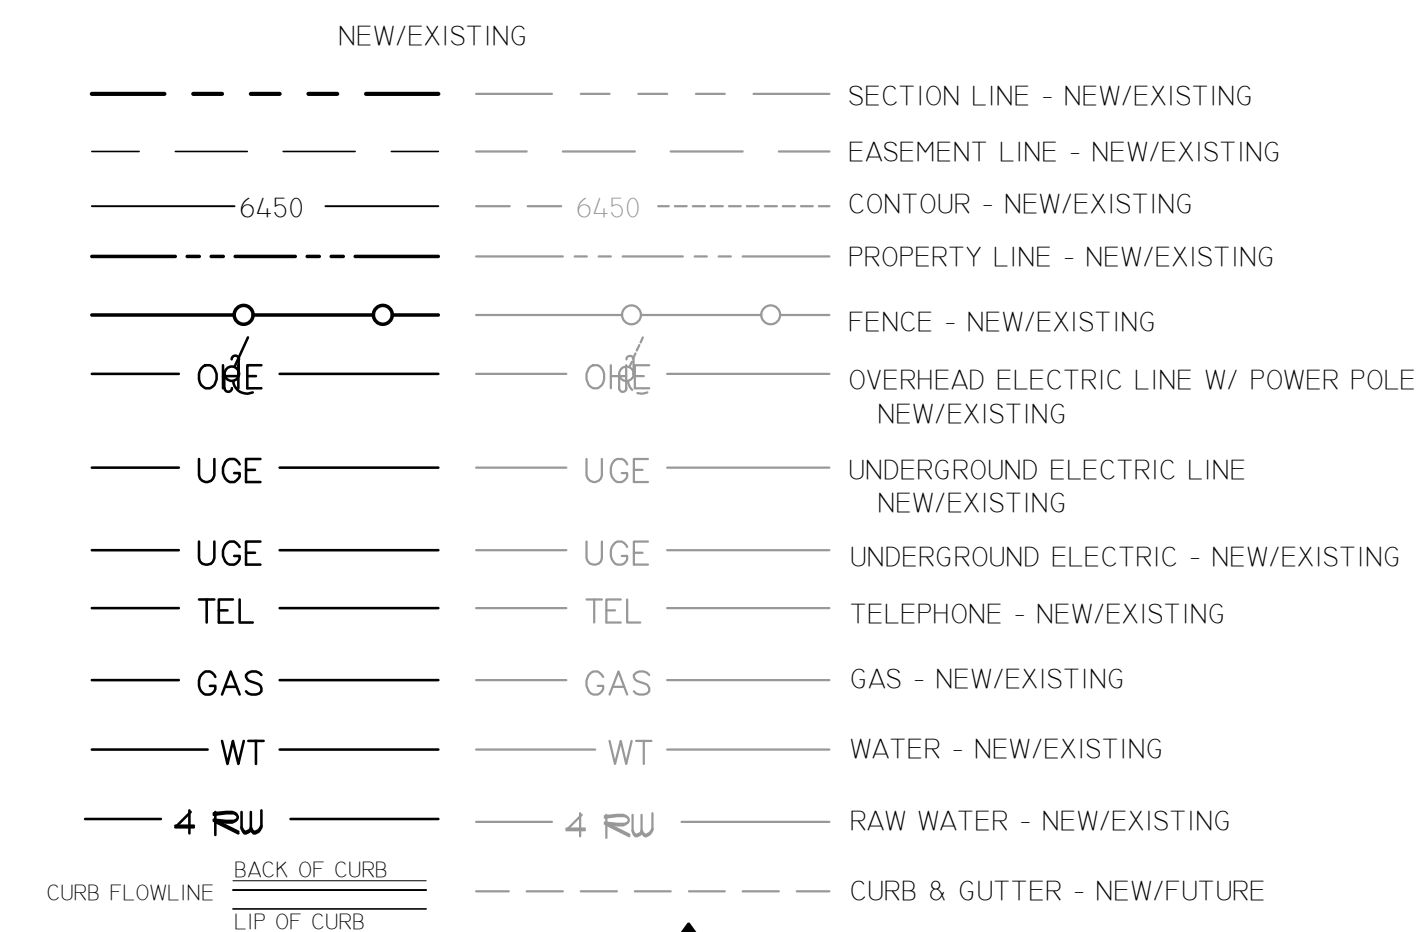 NEW/EXISTING
SECTION LINE - NEW/EXISTING
EASEMENT LINE - NEW/EXISTING
6450 6450 CONTOUR - NEW/EXISTING
PROPERTY LINE - NEW/EXISTING
FENCE - NEW/EXISTING
OHE OHE OVERHEAD ELECTRIC LINE W/ POWER POLE
NEW/EXISTING
UGE UGE UNDERGROUND ELECTRIC LINE
NEW/EXISTING
UGE UGE UNDERGROUND ELECTRIC - NEW/EXISTING
TEL TEL TELEPHONE - NEW/EXISTING
GAS GAS GAS - NEW/EXISTING
WT WT WATER - NEW/EXISTING
4 RW 4 RW RAW WATER - NEW/EXISTING
BACK OF CURB
CURB FLOWLINE CURB & GUTTER - NEW/FUTURE
LIP OF CURB